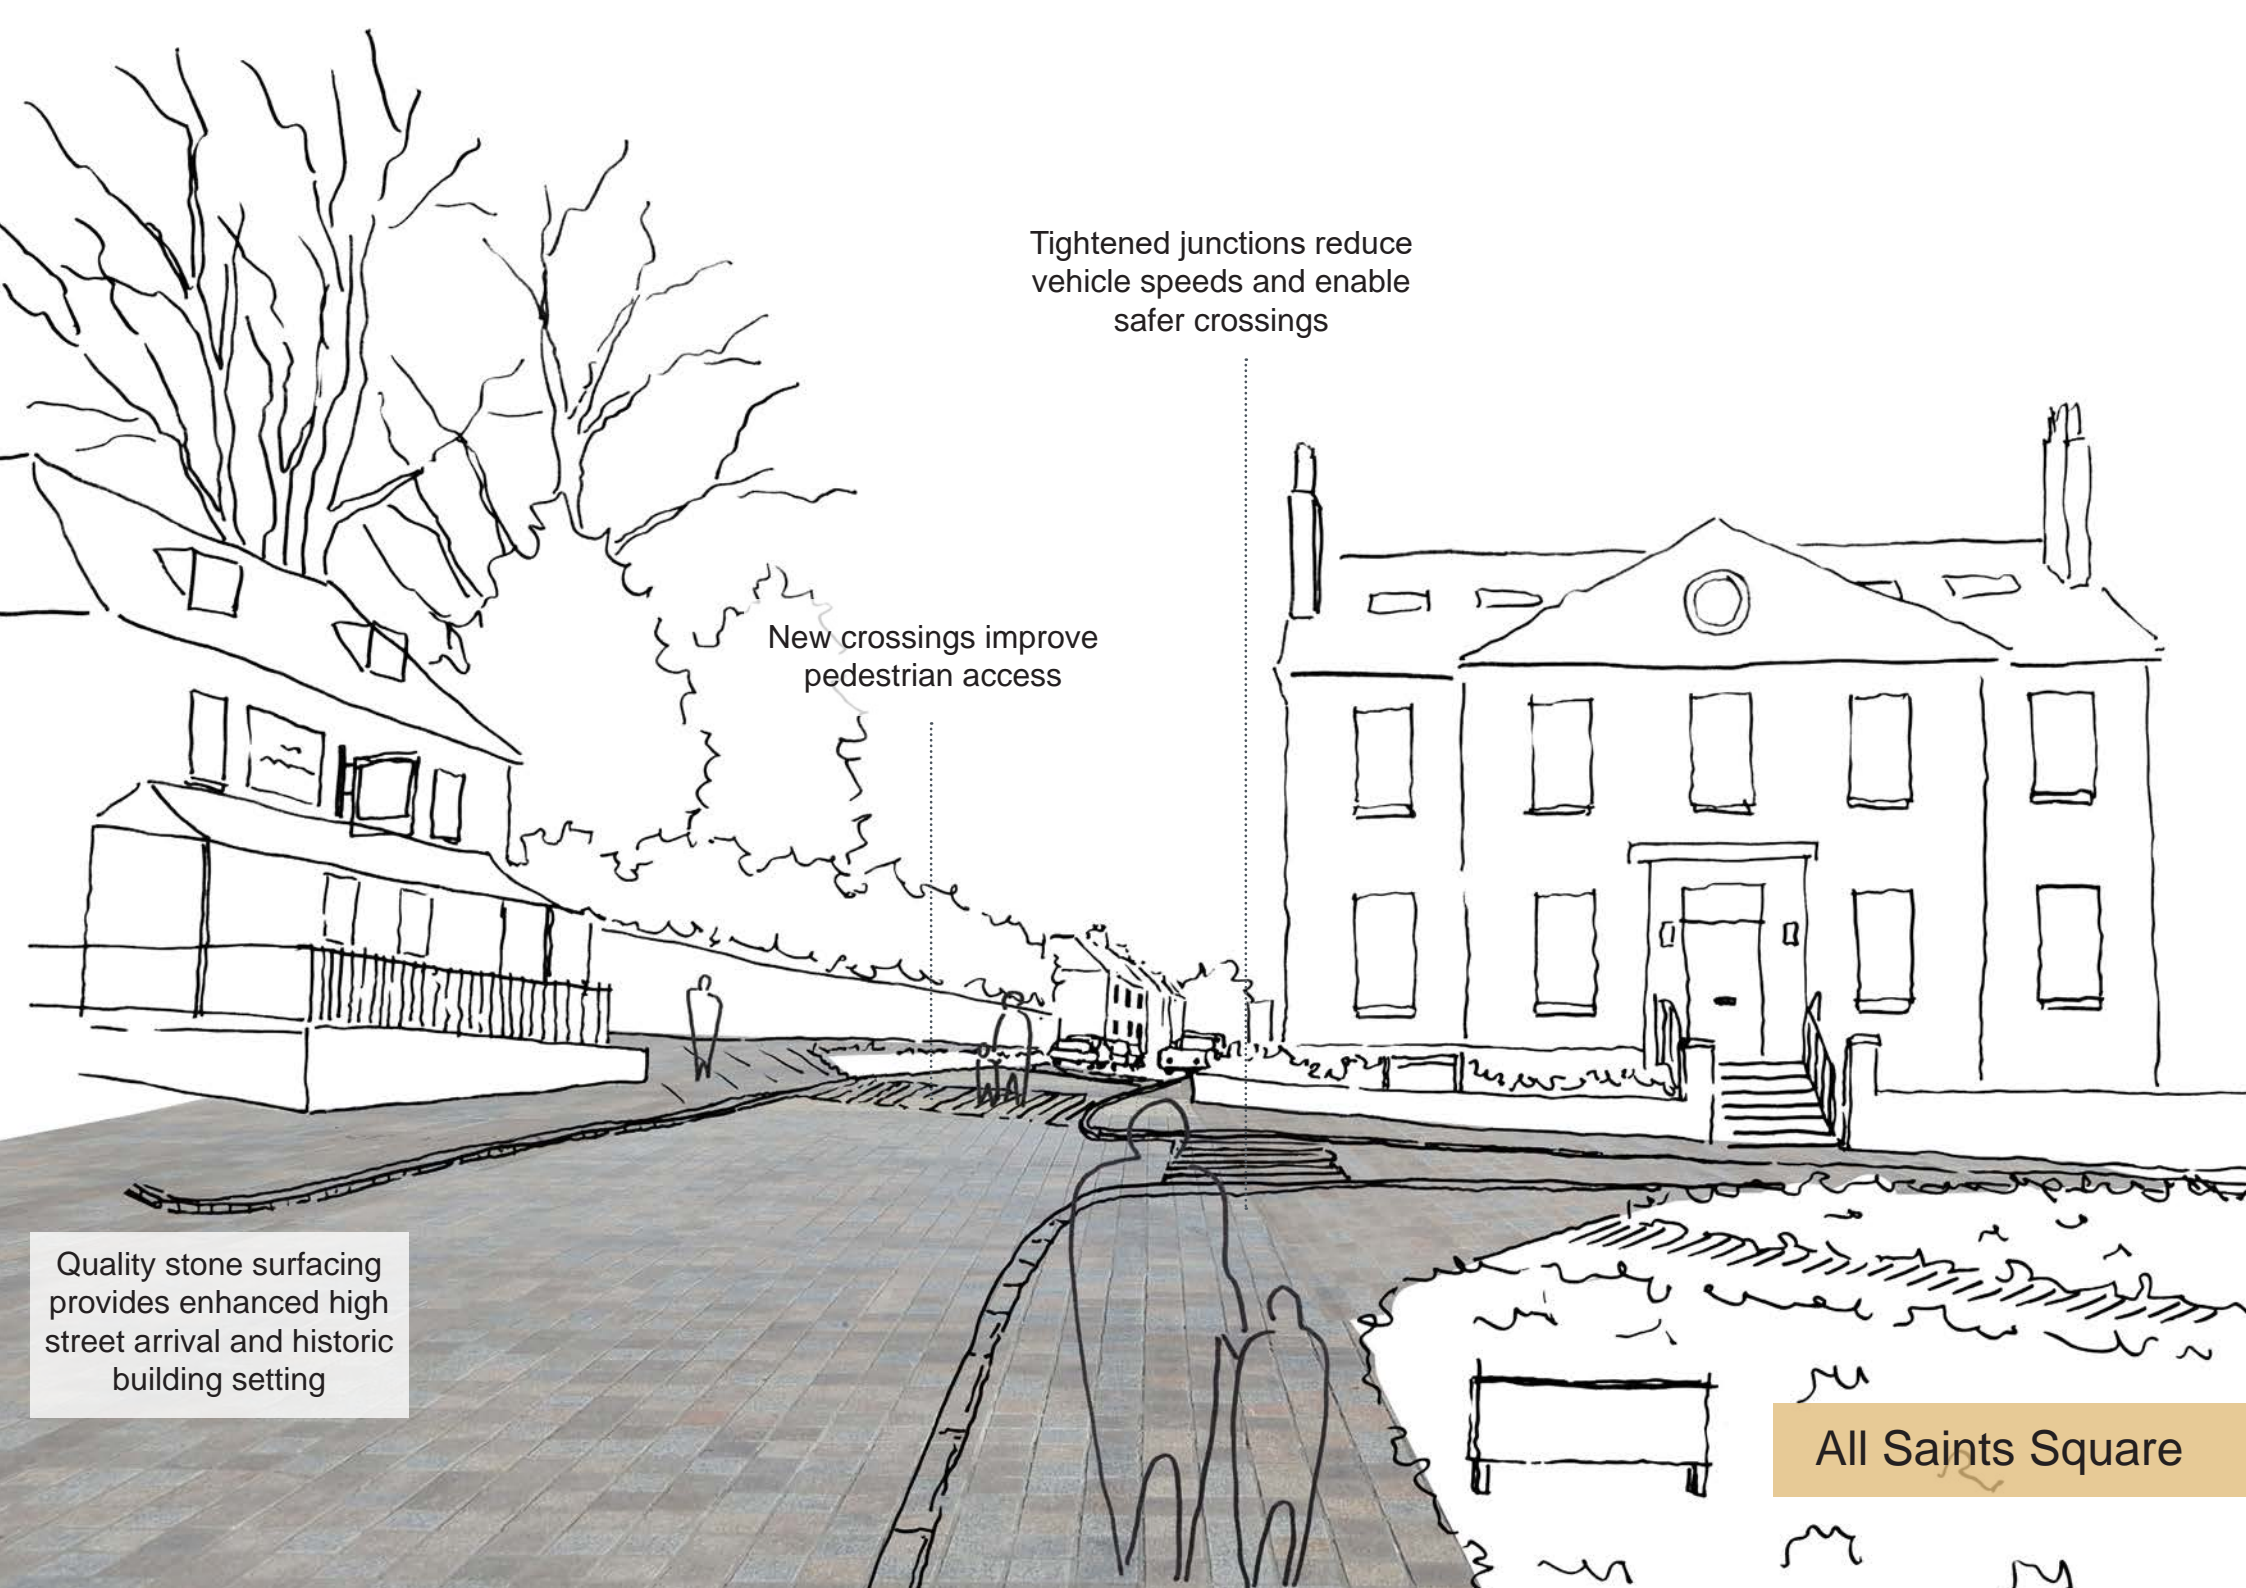 Tightened junctions reduce
vehicle speeds and enable
safer crossings
New crossings improve
pedestrian access
Quality stone surfacing
provides enhanced high
street arrival and historic
building setting
All Saints Square